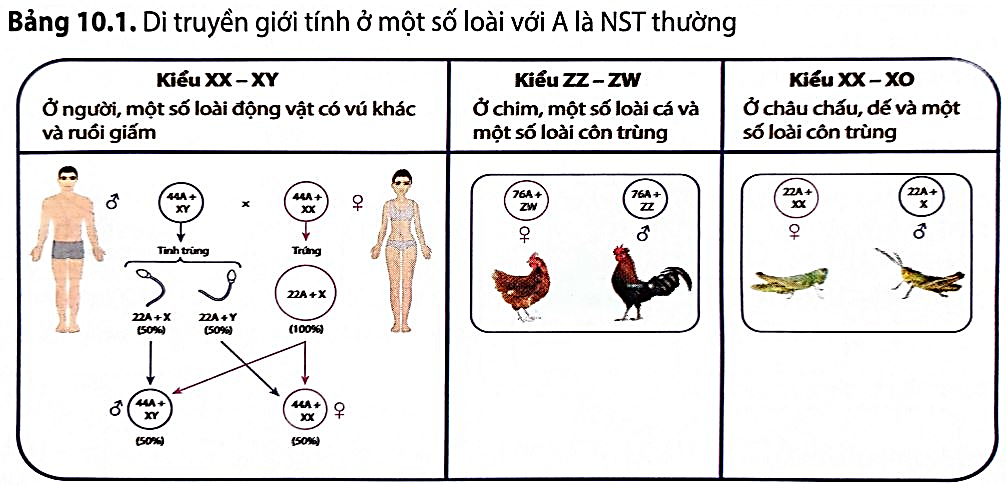 Bảng 10.1. Di truyền giới tính ở một số loài với A là NST thường
Kiểu XX – XY
Ở người, một số loài động vật có vú khác
và ruồi giấm
Kiểu ZZ – ZW
Ở chim, một số loài cá và
một số loài côn trùng
Kiểu XX – XO
Ở châu chấu, dế và một
số loài côn trùng
♂
44A +
XY
x
44A +
XX
♀
Tinh trùng
Trứng
22A + X
(50%)
22A + Y
(50%)
22A + X
(100%)
♂
44A +
XY
(50%)
44A +
XX
♀
(50%)
76A +
ZW
♀
76A +
ZZ
♂
22A +
XX
♀
22A +
X
♂